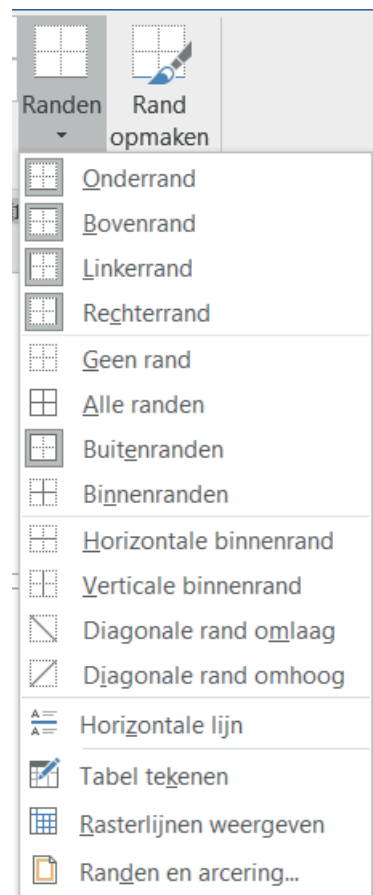 Randen Rand
opmaken
Onderrand
Bovenrand
Linkerrand
Rechterrand
Geen rand
Alle randen
Buitenranden
Binnenranden
Horizontale binnenrand
Verticale binnenrand
Diagonale rand omlaag
Diagonale rand omhoog
Horizontale lijn
Tabel tekenen
Rasterlijnen weergeven
Randen en arcering...